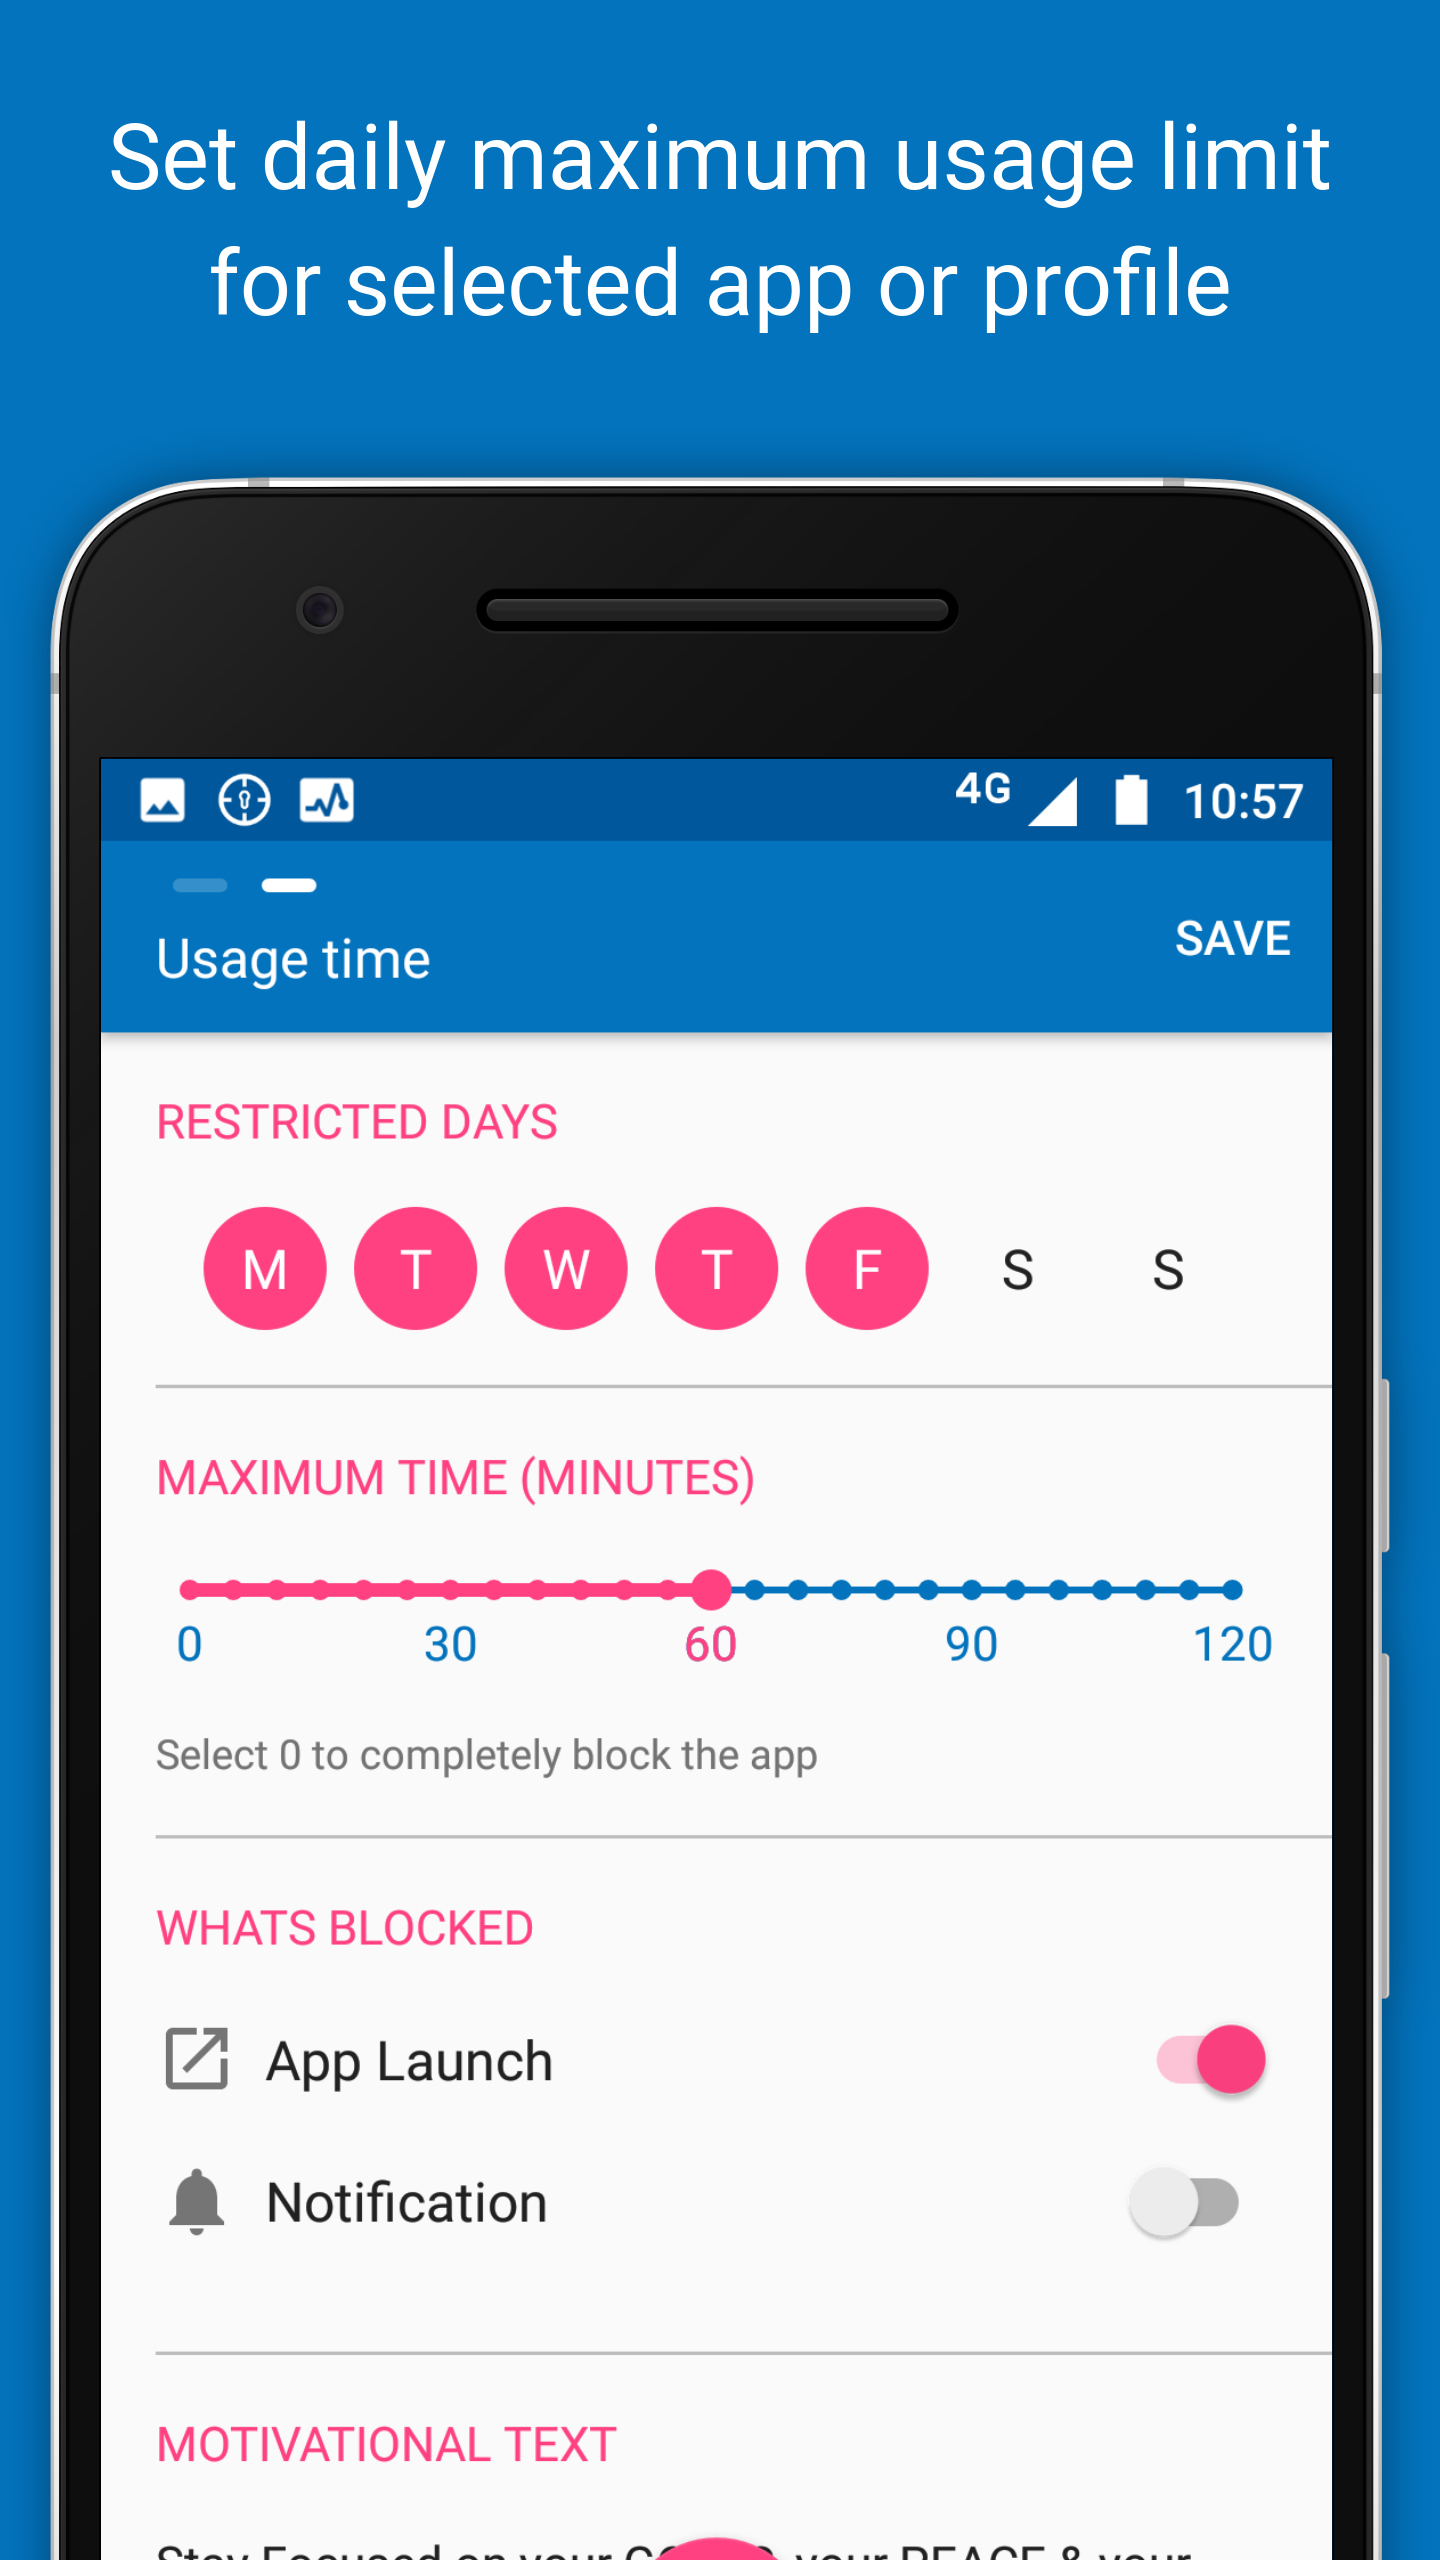 Set daily maximum usage limit
for selected app or profile
4G 10:57
Usage time
SAVE
RESTRICTED DAYS
M T W T F S S
MAXIMUM TIME (MINUTES)
0 30 60 90 120
Select 0 to completely block the app
WHATS BLOCKED
App Launch
Notification
MOTIVATIONAL TEXT
Stay Focused on your your PEACE & your